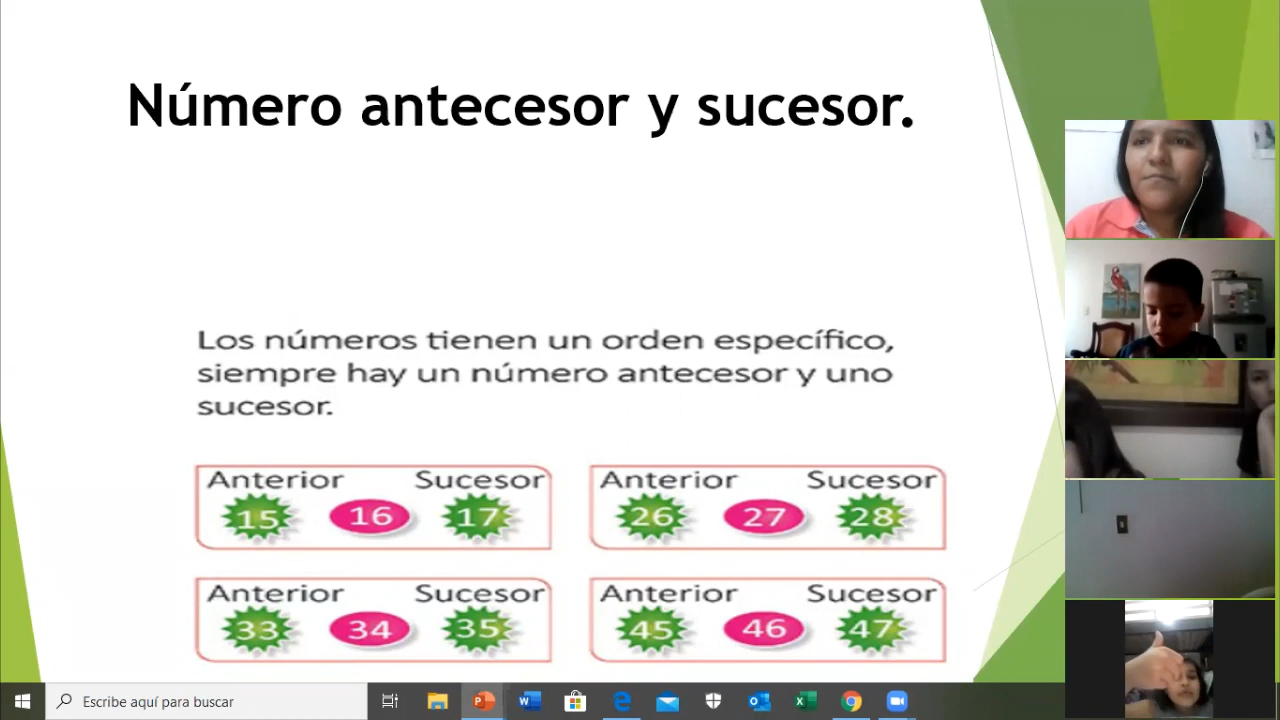 Número antecesor y sucesor.
Los números tienen un orden específico,
siempre hay un número antecesor y uno
sucesor.
Anterior Sucesor
15 16 17
Anterior Sucesor
26 27 28
Anterior Sucesor
33 34 35
Anterior Sucesor
45 46 47
Escribe aquí para buscar